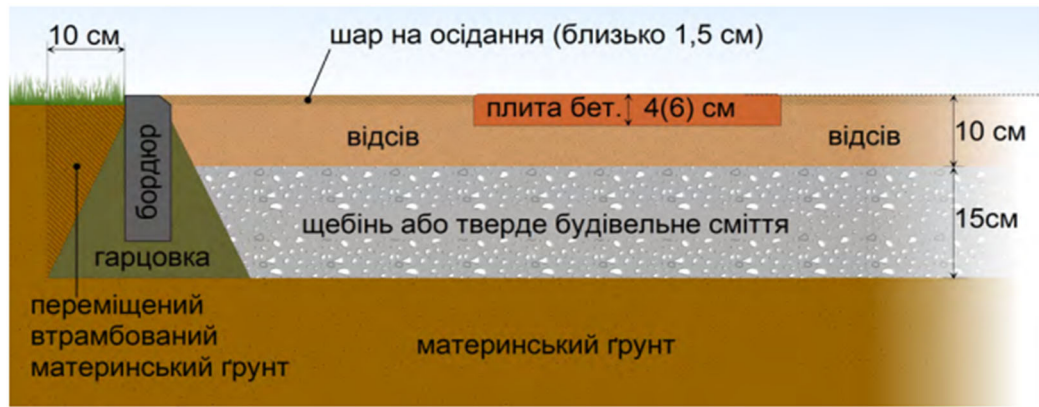 10 см
шар на осідання (близько 1,5 см)
плита бет. 4(6) см
відсів
відсів
10 см
бордюр
щебінь або тверде будівельне сміття
15см
гарцовка
переміщений
втрамбований
материнський ґрунт
материнський ґрунт